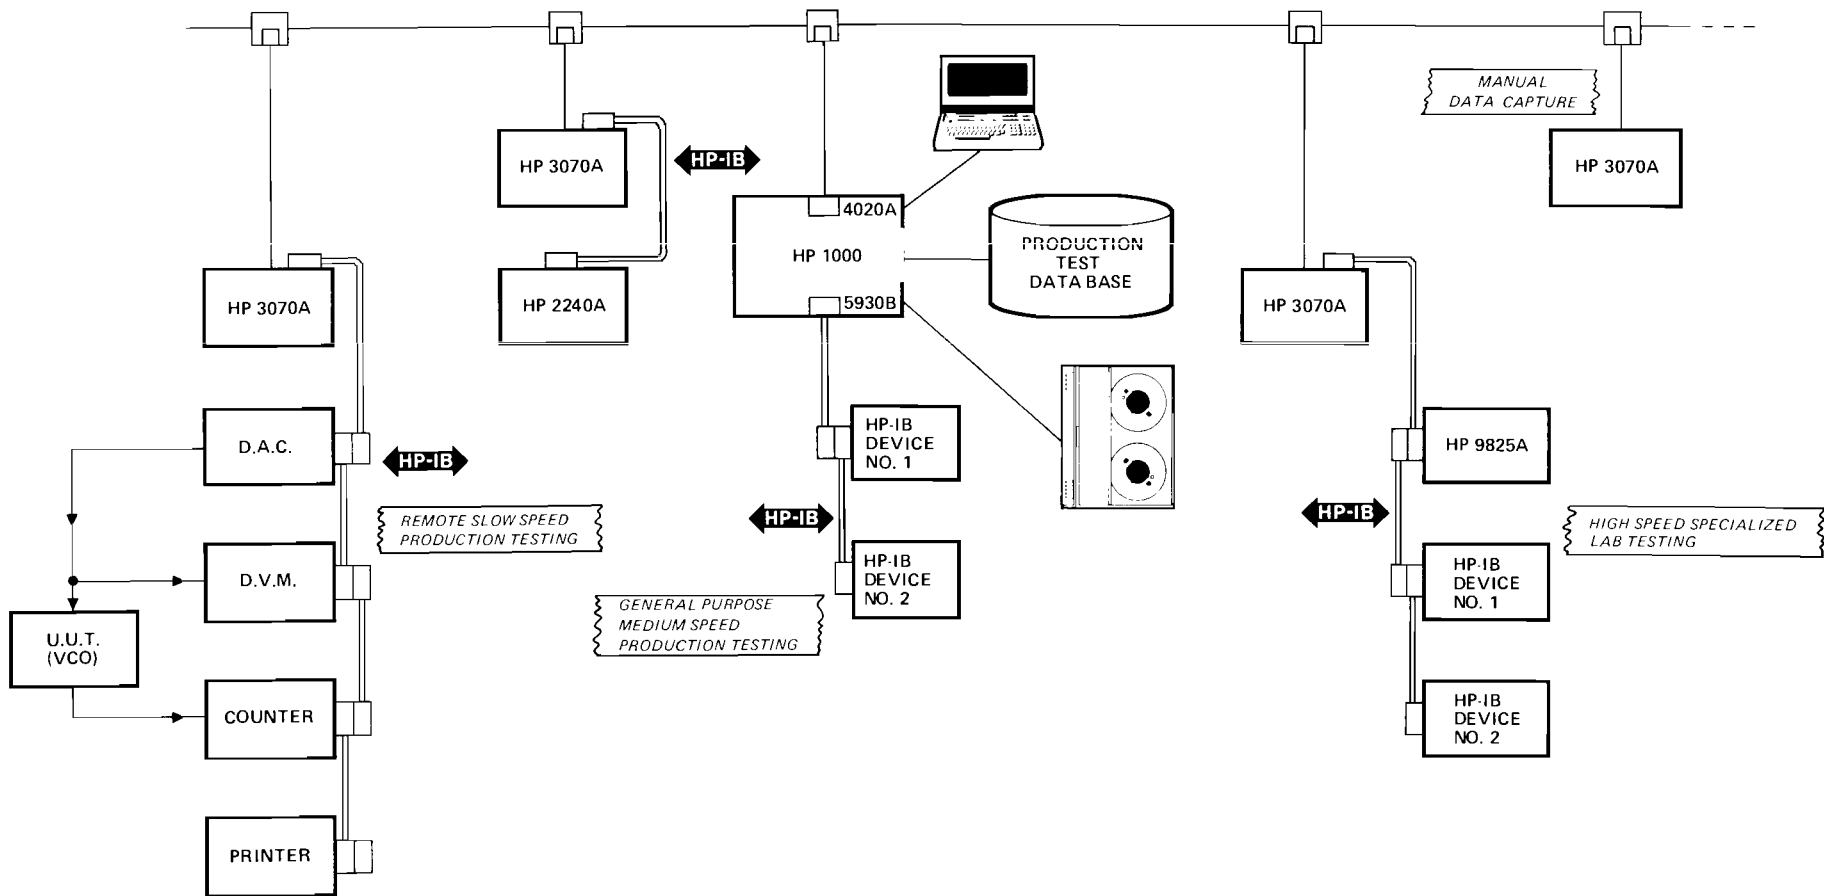 MANUAL
DATA CAPTURE
HP 3070A
HP-IB
HP 3070A
4020A
HP 1000
5930B
PRODUCTION
TEST
DATA BASE
HP 3070A
HP 2240A
HP 3070A
D.A.C.
HP-IB
REMOTE SLOW SPEED
PRODUCTION TESTING
D.V.M.
U.U.T.
(VCO)
COUNTER
PRINTER
HP-IB
DEVICE
NO. 1
HP-IB
HP-IB
DEVICE
NO. 2
GENERAL PURPOSE
MEDIUM SPEED
PRODUCTION TESTING
HP 9825A
HP-IB
HIGH SPEED SPECIALIZED
LAB TESTING
HP-IB
DEVICE
NO. 1
HP-IB
DEVICE
NO. 2